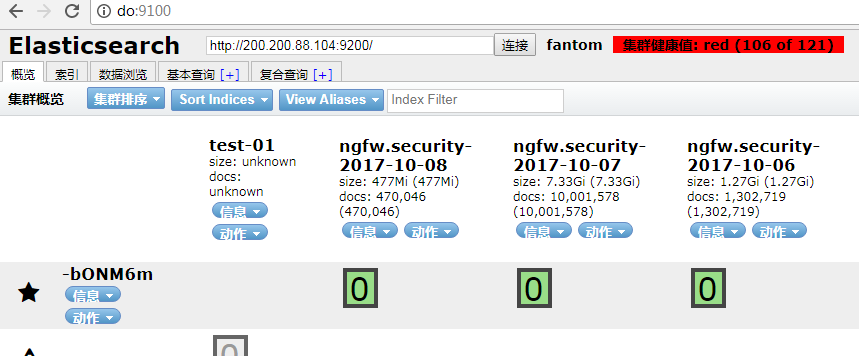 do:9100
Elasticsearch
http://200.200.88.104:9200/
连接
fantom
集群健康值: red (106 of 121)
概览 索引 数据浏览 基本查询 [+] 复合查询 [+]
集群概览 集群排序 Sort Indices View Aliases Index Filter
test-01
size: unknown
docs:
unknown
信息
动作
ngfw.security-
2017-10-08
size: 477Mi (477Mi)
docs: 470,046
(470,046)
信息 动作
ngfw.security-
2017-10-07
size: 7.33Gi (7.33Gi)
docs: 10,001,578
(10,001,578)
信息 动作
ngfw.security-
2017-10-06
size: 1.27Gi (1.27Gi)
docs: 1,302,719
(1,302,719)
信息 动作
-bONM6m
信息
动作
0 0 0
0